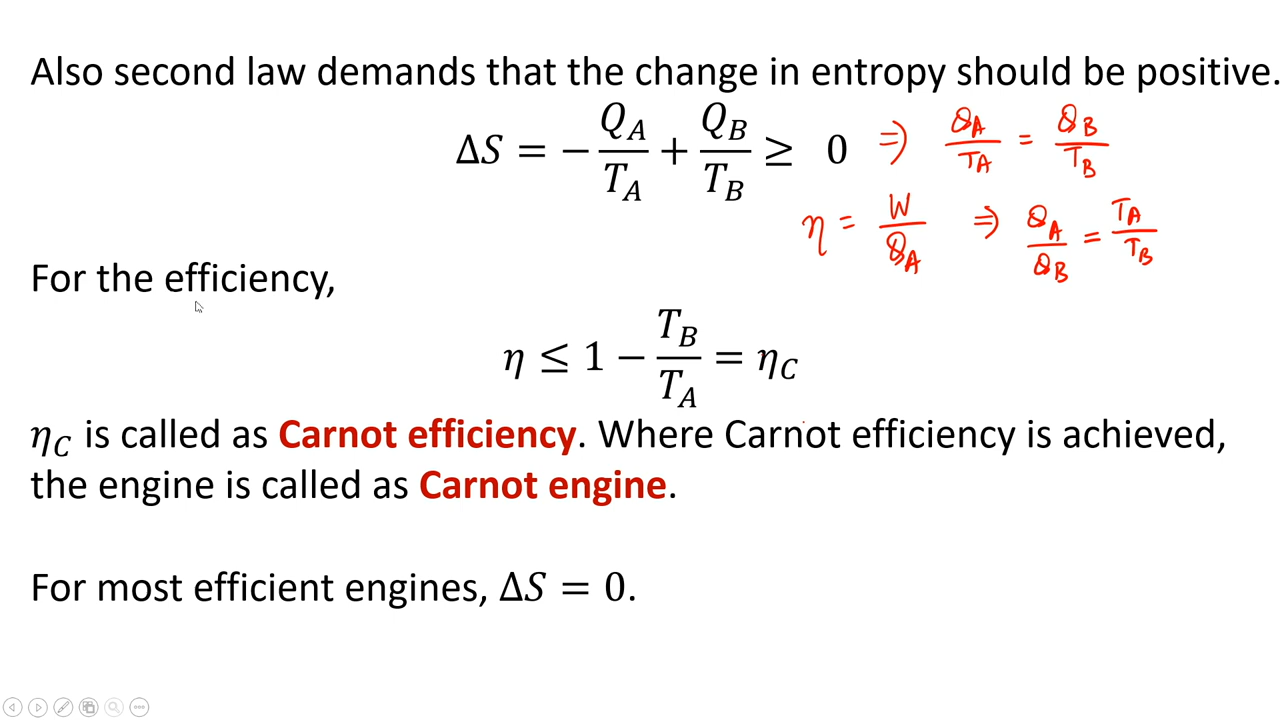 Also second law demands that the change in entropy should be positive.
ΔS = −Q_A/T_A + Q_B/T_B ≥ 0 ⇒ Q_A/T_A = Q_B/T_B
η = W/Q_A ⇒ Q_A/Q_B = T_A/T_B
For the efficiency,
η ≤ 1 − T_B/T_A = η_C
η_C is called as Carnot efficiency. Where Carnot efficiency is achieved,
the engine is called as Carnot engine.
For most efficient engines, ΔS = 0.